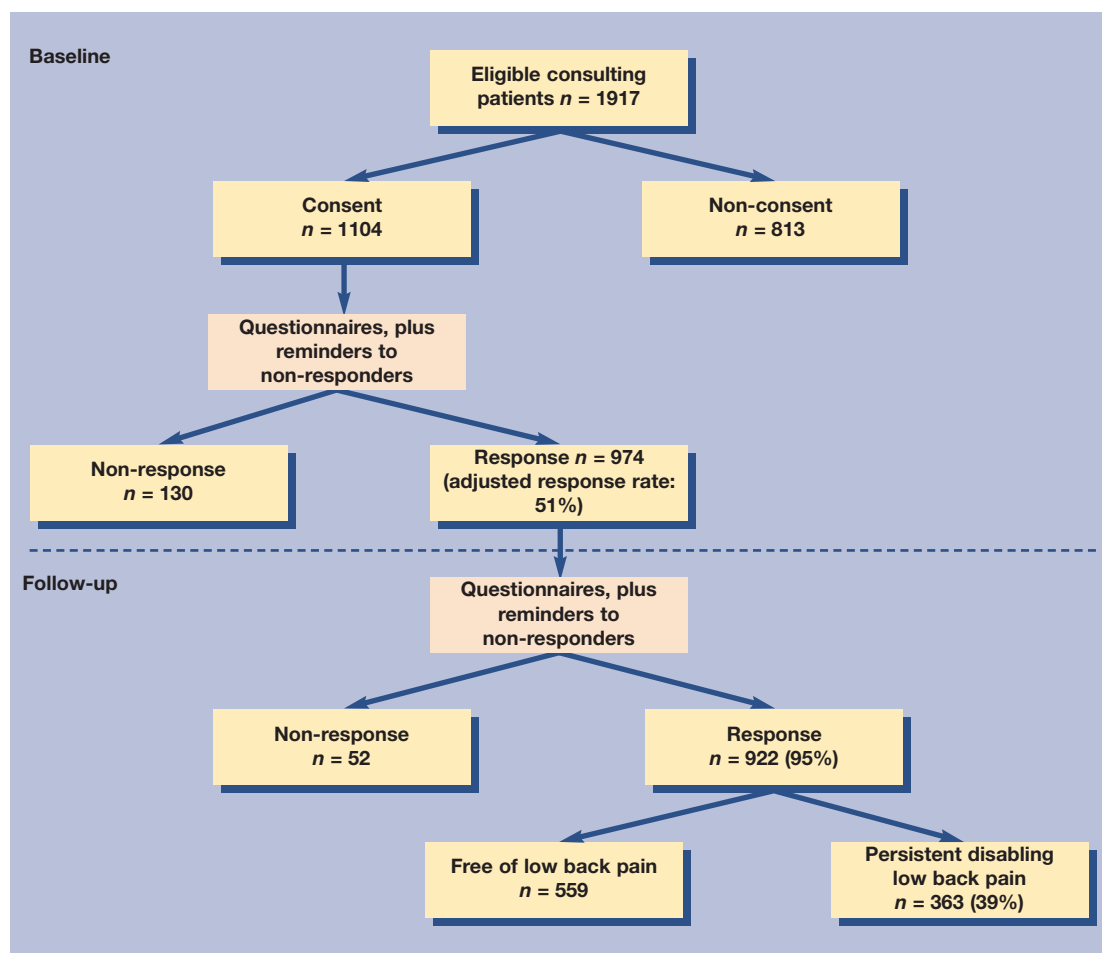 Baseline
Eligible consulting
patients n = 1917
Consent
n = 1104
Non-consent
n = 813
Questionnaires, plus
reminders to
non-responders
Non-response
n = 130
Response n = 974
(adjusted response rate:
51%)
Follow-up
Questionnaires, plus
reminders to
non-responders
Non-response
n = 52
Response
n = 922 (95%)
Free of low back pain
n = 559
Persistent disabling
low back pain
n = 363 (39%)